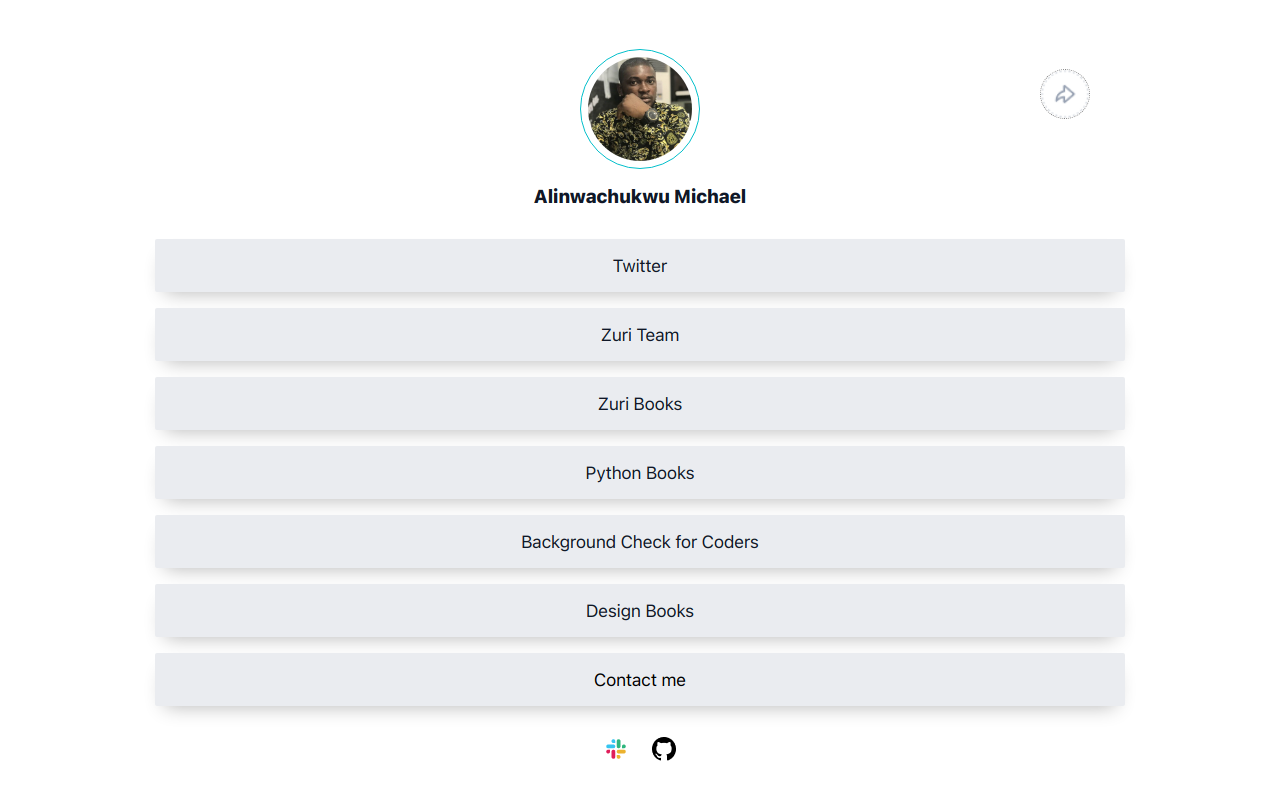 Alinwachukwu Michael
Twitter
Zuri Team
Zuri Books
Python Books
Background Check for Coders
Design Books
Contact me